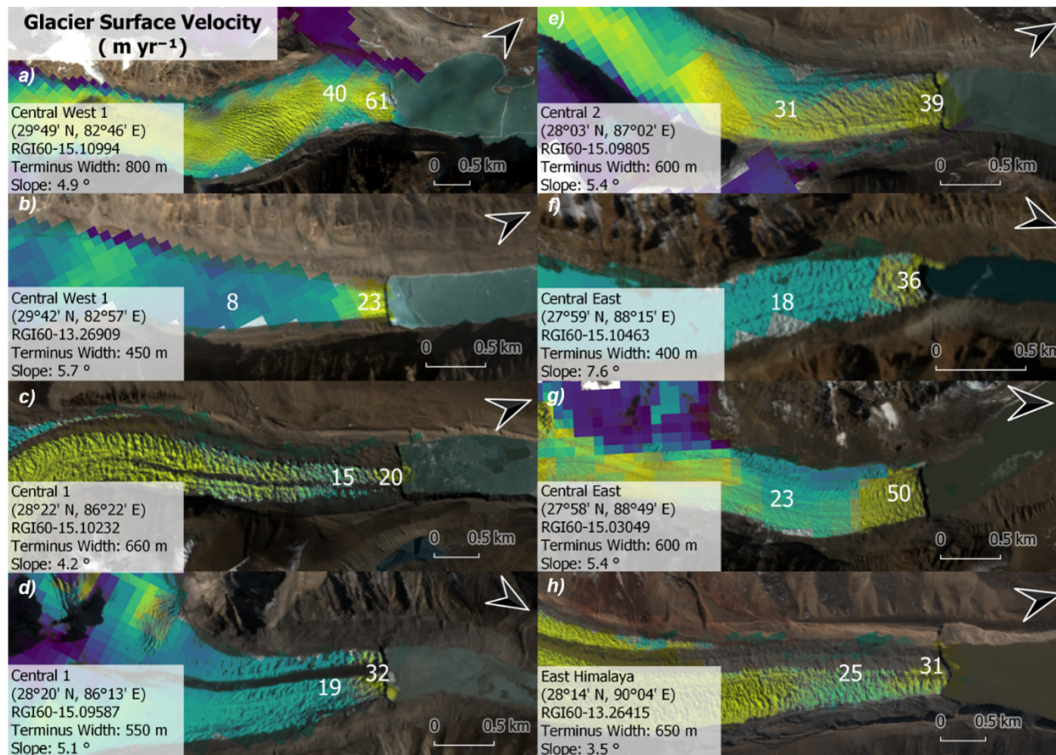 Glacier Surface Velocity
( m yr⁻¹)
a)
40
61
Central West 1
(29°49' N, 82°46' E)
RGI60-15.10994
Terminus Width: 800 m
Slope: 4.9 °
0 0.5 km
b)
8
23
Central West 1
(29°42' N, 82°57' E)
RGI60-13.26909
Terminus Width: 450 m
Slope: 5.7 °
0 0.5 km
c)
15
20
Central 1
(28°22' N, 86°22' E)
RGI60-15.10232
Terminus Width: 660 m
Slope: 4.2 °
0 0.5 km
d)
19
32
Central 1
(28°20' N, 86°13' E)
RGI60-15.09587
Terminus Width: 550 m
Slope: 5.1 °
0 0.5 km
e)
31
39
Central 2
(28°03' N, 87°02' E)
RGI60-15.09805
Terminus Width: 600 m
Slope: 5.4 °
0 0.5 km
f)
18
36
Central East
(27°59' N, 88°15' E)
RGI60-15.10463
Terminus Width: 400 m
Slope: 7.6 °
0 0.5 km
g)
23
50
Central East
(27°58' N, 88°49' E)
RGI60-15.03049
Terminus Width: 600 m
Slope: 5.4 °
0 0.5 km
h)
25
31
East Himalaya
(28°14' N, 90°04' E)
RGI60-13.26415
Terminus Width: 650 m
Slope: 3.5 °
0 0.5 km